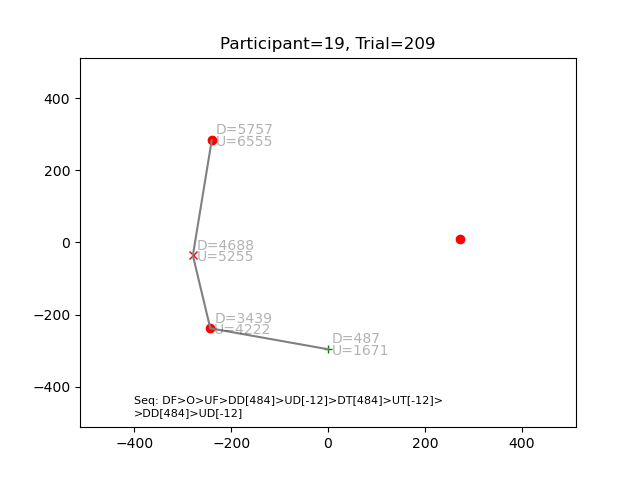 Participant=19, Trial=209
400
200
0
−200
−400
−400
−200
0
200
400
D=5757
U=6555
D=4688
U=5255
D=3439
U=4222
D=487
U=1671
Seq: DF>O>UF>DD[484]>UD[-12]>DT[484]>UT[-12]>
>DD[484]>UD[-12]